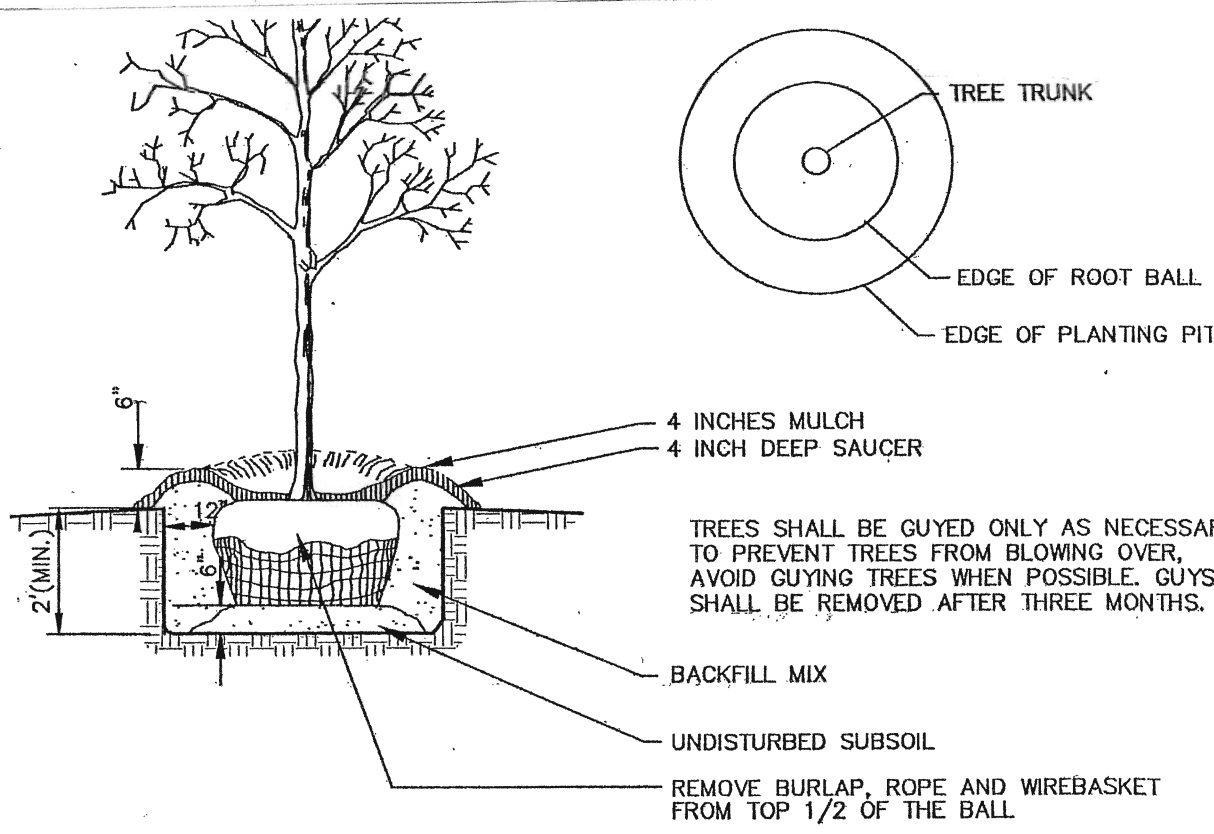 TREE TRUNK
EDGE OF ROOT BALL
EDGE OF PLANTING PIT
6"
4 INCHES MULCH
4 INCH DEEP SAUCER
12"
2'(MIN.)
6"
TREES SHALL BE GUYED ONLY AS NECESSAR
TO PREVENT TREES FROM BLOWING OVER,
AVOID GUYING TREES WHEN POSSIBLE. GUYS
SHALL BE REMOVED AFTER THREE MONTHS.
BACKFILL MIX
UNDISTURBED SUBSOIL
REMOVE BURLAP, ROPE AND WIREBASKET
FROM TOP 1/2 OF THE BALL